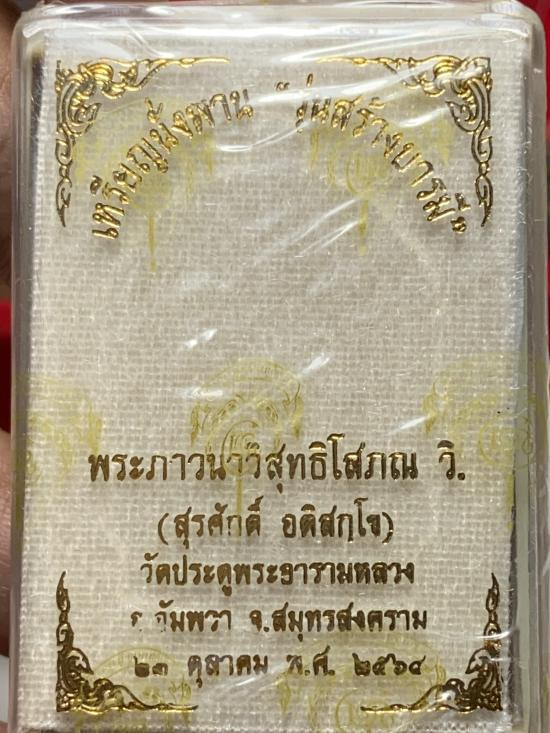 เหรียญนั่งพาน "รุ่นสร้างบารมี"
พระภาวนาวิสุทธิโสภณ วิ.
(สุรศักดิ์ อติสกฺโข)
วัดประดู่พระอารามหลวง
อ.อัมพวา จ.สมุทรสงคราม
ตุลาคม พ.ศ. ๒๕๖๔